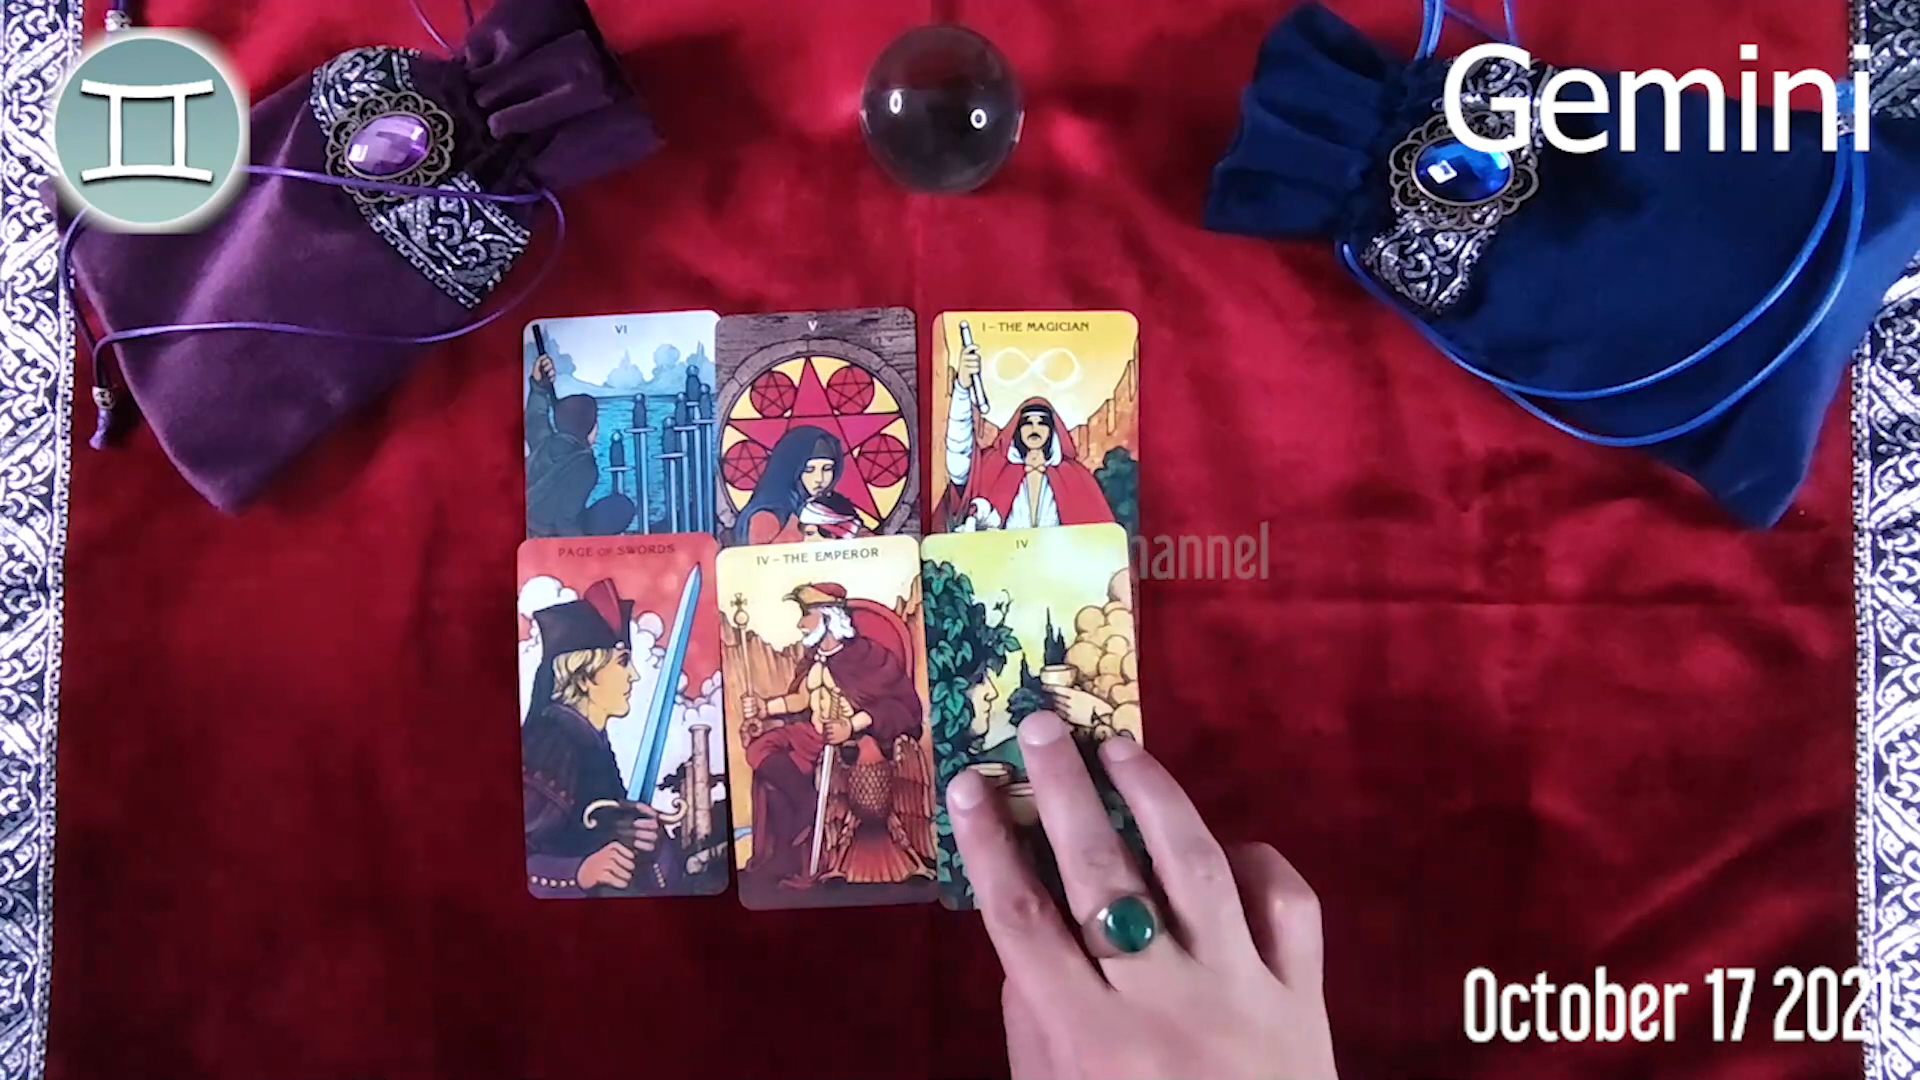 Gemini
VI
V
I–THE MAGICIAN
hannel
PAGE OF SWORDS
IV–THE EMPEROR
IV
October 17 2021